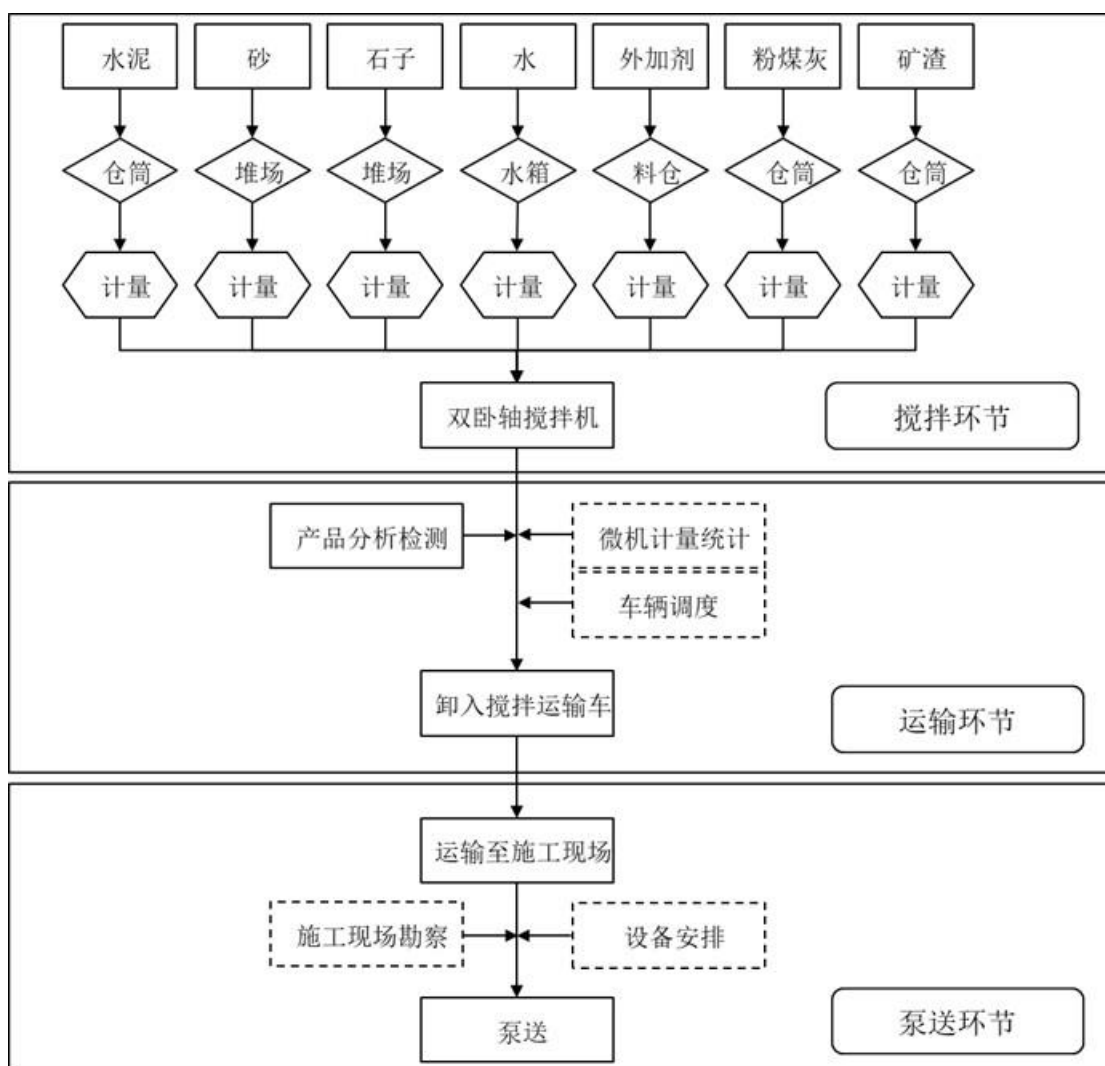 水泥 砂 石子 水 外加剂 粉煤灰 矿渣
仓筒 堆场 堆场 水箱 料仓 仓筒 仓筒
计量 计量 计量 计量 计量 计量 计量
双卧轴搅拌机
搅拌环节
产品分析检测 微机计量统计
车辆调度
卸入搅拌运输车
运输环节
运输至施工现场
施工现场勘察 设备安排
泵送
泵送环节